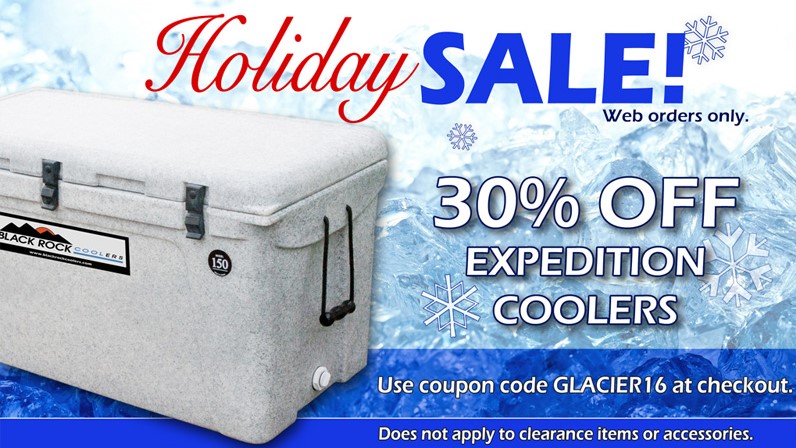 Holiday SALE!
Web orders only.
30% OFF
EXPEDITION
COOLERS
BLACK ROCK COOLERS
www.blackrockcoolers.com
150
Use coupon code GLACIER16 at checkout.
Does not apply to clearance items or accessories.